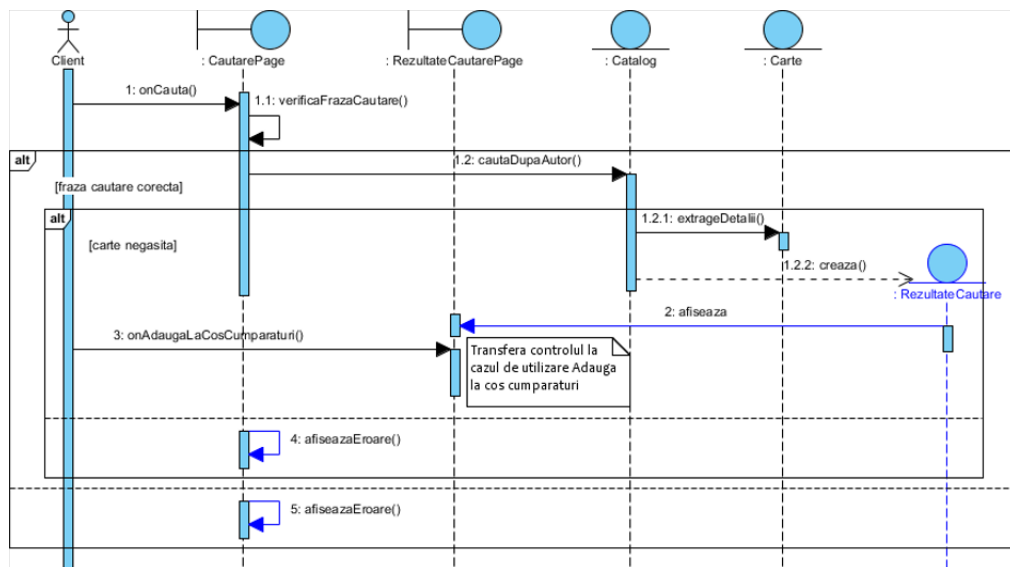 Client
: CautarePage
: RezultateCautarePage
: Catalog
: Carte
1: onCauta()
1.1: verificaFrazaCautare()
alt
1.2: cautaDupaAutor()
[fraza cautare corecta]
alt
1.2.1: extrageDetalii()
[carte negasita]
1.2.2: creaza()
: RezultateCautare
2: afiseaza
3: onAdaugaLaCosCumparaturi()
Transfera controlul la
cazul de utilizare Adauga
la cos cumparaturi
4: afiseazaEroare()
5: afiseazaEroare()